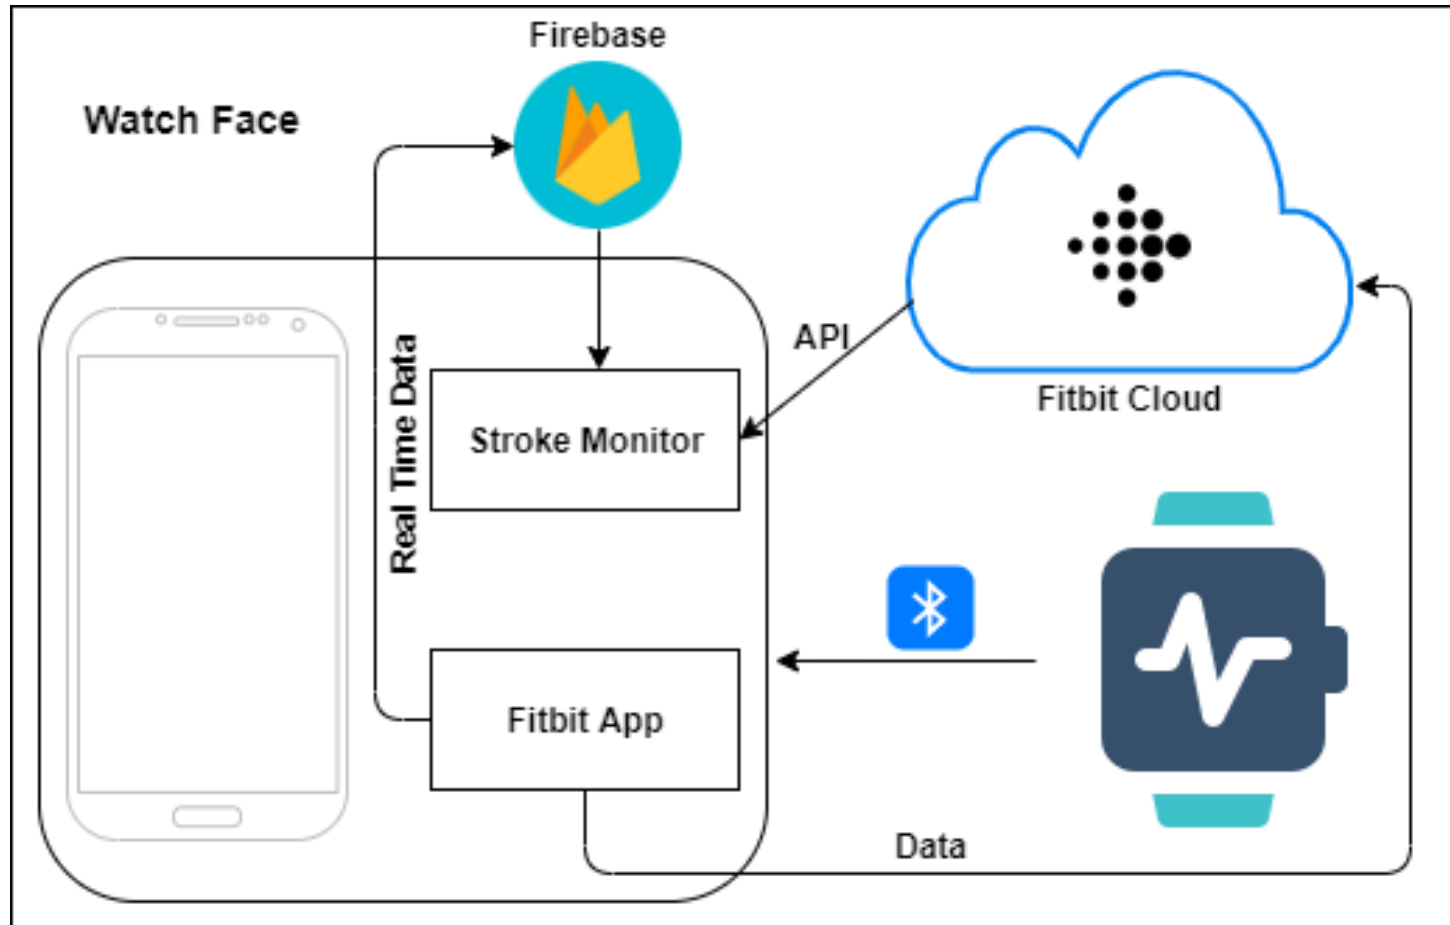 Firebase
Watch Face
API
Real Time Data
Fitbit Cloud
Stroke Monitor
Fitbit App
Data